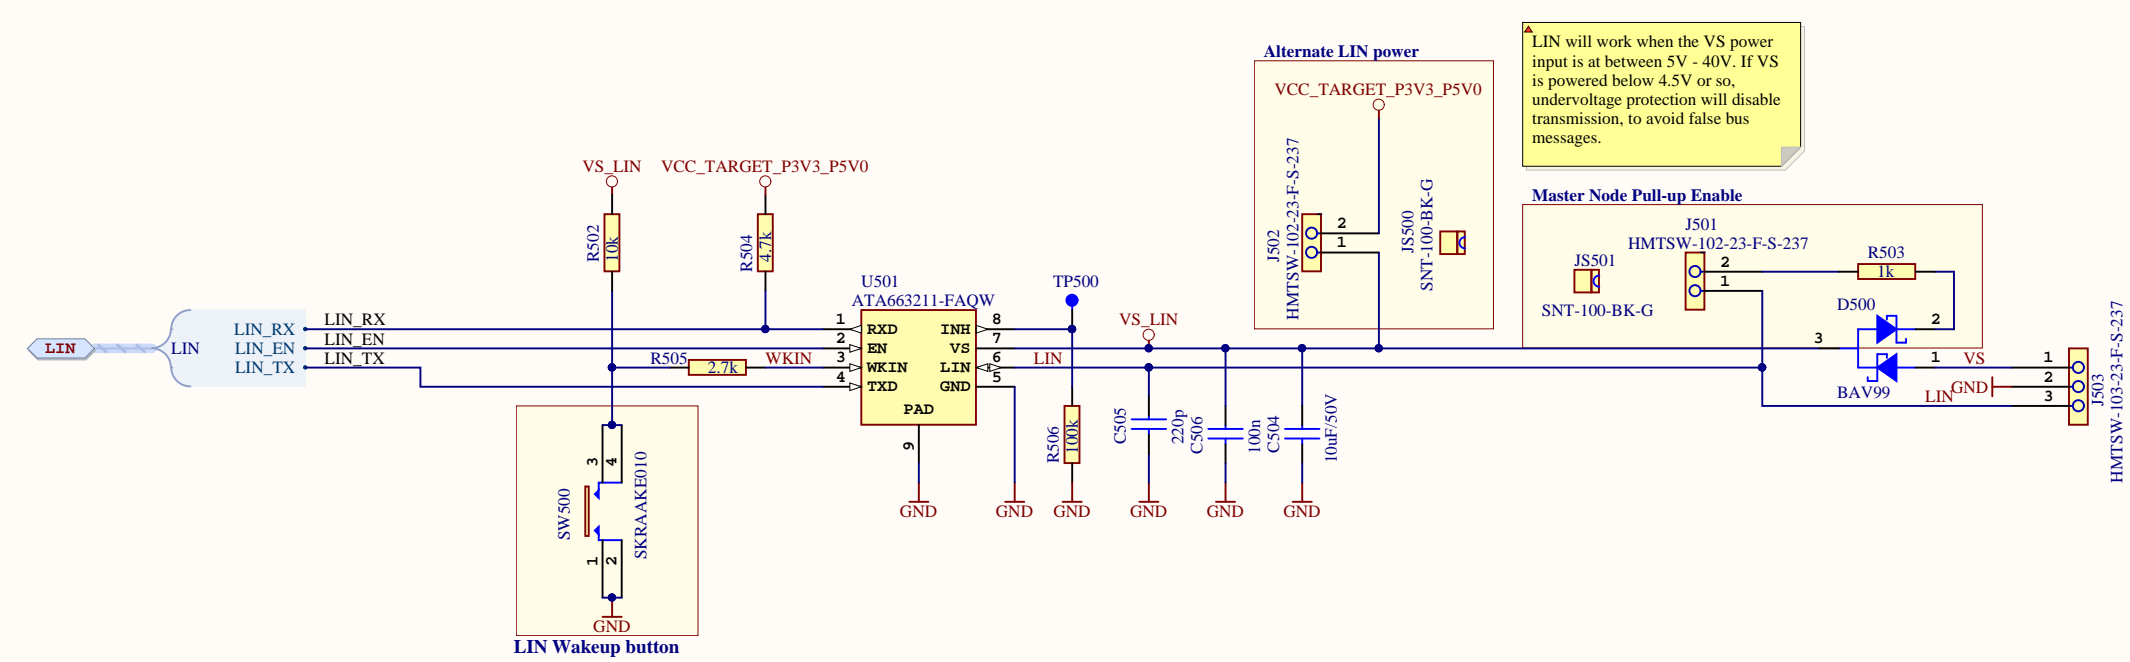 Alternate LIN power
VCC_TARGET_P3V3_P5V0
J502
HMTSW-102-23-F-S-237
2
1
JS500
SNT-100-BK-G
LIN will work when the VS power
input is at between 5V - 40V. If VS
is powered below 4.5V or so,
undervoltage protection will disable
transmission, to avoid false bus
messages.
Master Node Pull-up Enable
J501
HMTSW-102-23-F-S-237
JS501
SNT-100-BK-G
2
1
R503
1k
D500
2
3
1
BAV99
VS
GND
LIN
1
2
3
J503
HMTSW-103-23-F-S-237
VS_LIN
VCC_TARGET_P3V3_P5V0
R502
10k
R504
4.7k
LIN
LIN
LIN_RX
LIN_EN
LIN_TX
LIN_RX
LIN_EN
LIN_TX
R505
2.7k
WKIN
U501
ATA663211-FAQW
1
2
3
4
RXD
EN
WKIN
TXD
INH
VS
LIN
GND
PAD
8
7
6
5
9
GND
GND
TP500
LIN
R506
100k
GND
VS_LIN
C505
220p
GND
C506
100n
GND
C504
10uF/50V
GND
SW500
SKRAAKE010
3
4
1
2
GND
LIN Wakeup button